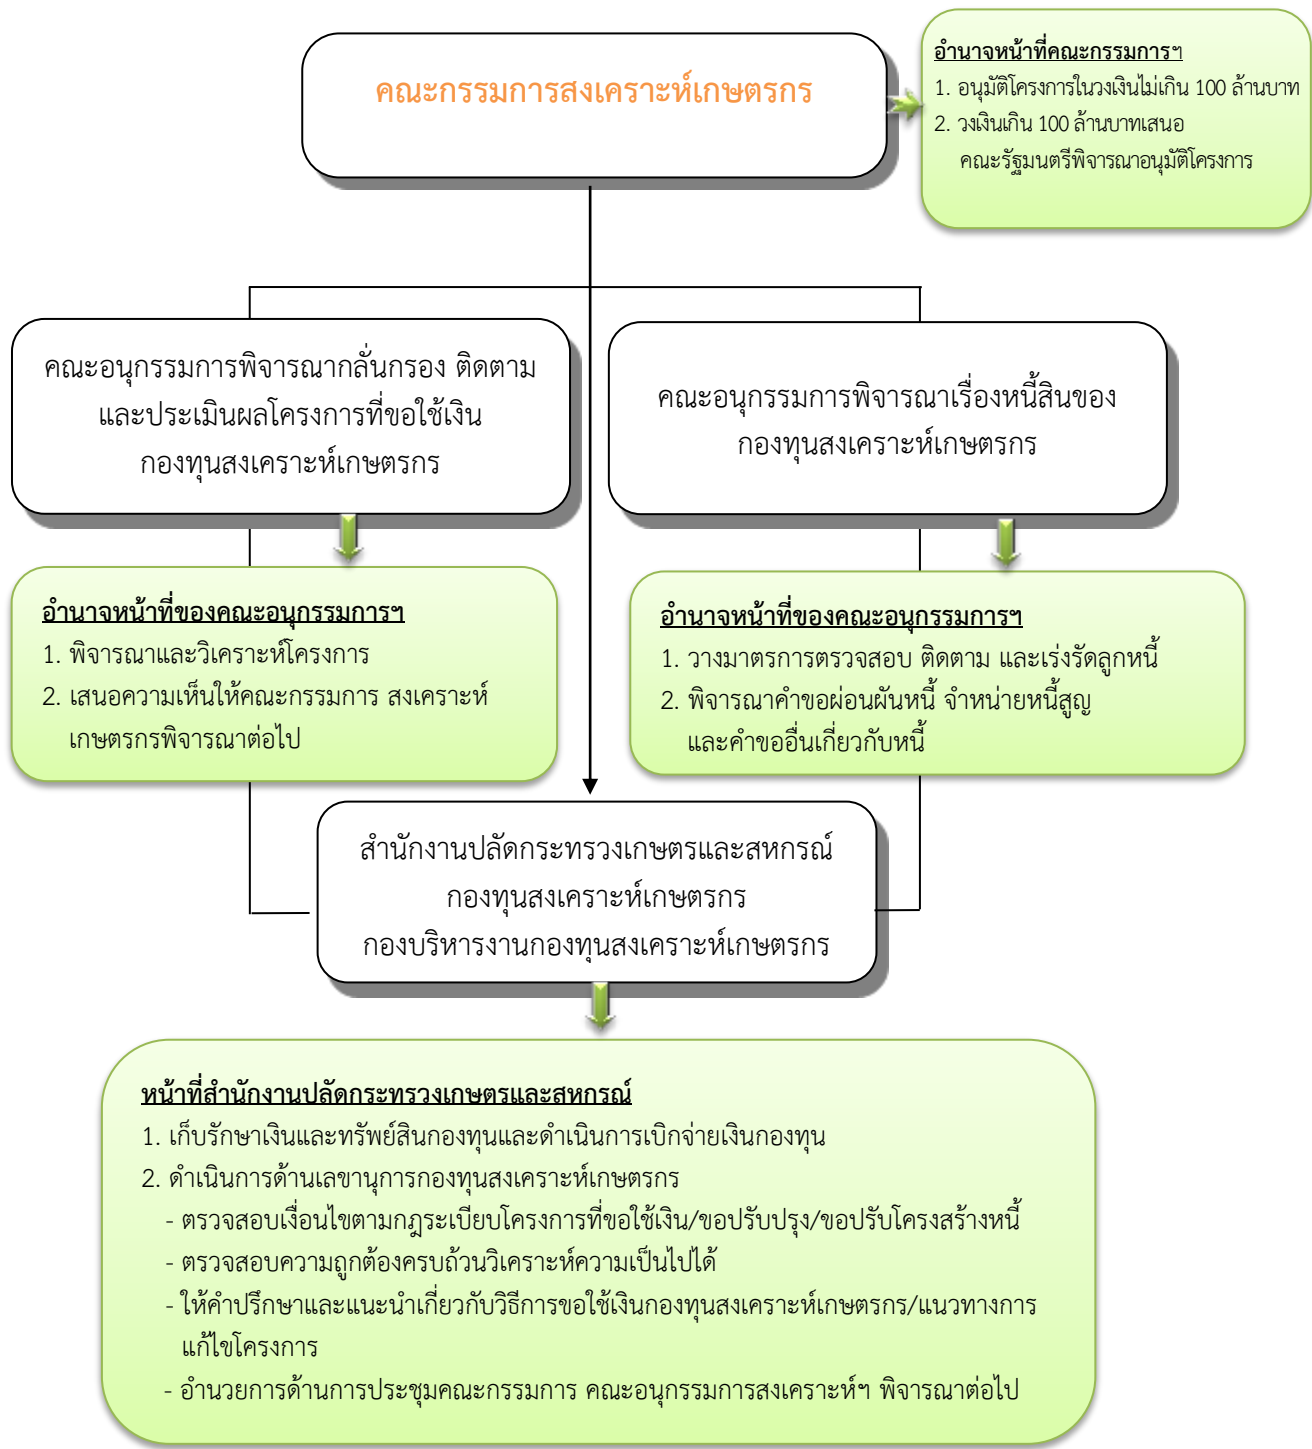 คณะกรรมการสงเคราะห์เกษตรกร
อำนาจหน้าที่คณะกรรมการฯ
1. อนุมัติโครงการในวงเงินไม่เกิน 100 ล้านบาท
2. วงเงินเกิน 100 ล้านบาทเสนอ
คณะรัฐมนตรีพิจารณาอนุมัติโครงการ
คณะอนุกรรมการพิจารณากลั่นกรอง ติดตาม
และประเมินผลโครงการที่ขอใช้เงิน
กองทุนสงเคราะห์เกษตรกร
คณะอนุกรรมการพิจารณาเรื่องหนี้สินของ
กองทุนสงเคราะห์เกษตรกร
อำนาจหน้าที่ของคณะอนุกรรมการฯ
1. พิจารณาและวิเคราะห์โครงการ
2. เสนอความเห็นให้คณะกรรมการ สงเคราะห์
เกษตรกรพิจารณาต่อไป
อำนาจหน้าที่ของคณะอนุกรรมการฯ
1. วางมาตรการตรวจสอบ ติดตาม และเร่งรัดลูกหนี้
2. พิจารณาคำขอผ่อนผันหนี้ จำหน่ายหนี้สูญ
และคำขออื่นเกี่ยวกับหนี้
สำนักงานปลัดกระทรวงเกษตรและสหกรณ์
กองทุนสงเคราะห์เกษตรกร
กองบริหารงานกองทุนสงเคราะห์เกษตรกร
หน้าที่สำนักงานปลัดกระทรวงเกษตรและสหกรณ์
1. เก็บรักษาเงินและทรัพย์สินกองทุนและดำเนินการเบิกจ่ายเงินกองทุน
2. ดำเนินการด้านเลขานุการกองทุนสงเคราะห์เกษตรกร
- ตรวจสอบเงื่อนไขตามกฎระเบียบโครงการที่ขอใช้เงิน/ขอปรับปรุง/ขอปรับโครงสร้างหนี้
- ตรวจสอบความถูกต้องครบถ้วนวิเคราะห์ความเป็นไปได้
- ให้คำปรึกษาและแนะนำเกี่ยวกับวิธีการขอใช้เงินกองทุนสงเคราะห์เกษตรกร/แนวทางการ
แก้ไขโครงการ
- อำนวยการด้านการประชุมคณะกรรมการ คณะอนุกรรมการสงเคราะห์ฯ พิจารณาต่อไป